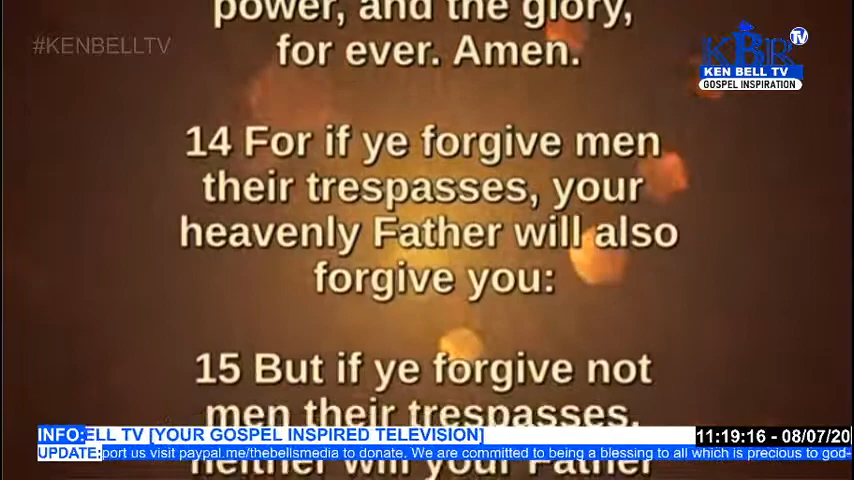 power, and the glory,
for ever. Amen.
#KENBELLTV
KBR TV
KEN BELL TV
GOSPEL INSPIRATION
14 For if ye forgive men
their trespasses, your
heavenly Father will also
forgive you:
15 But if ye forgive not
men their trespasses,
neither will your Father
INFO: ELL TV [YOUR GOSPEL INSPIRED TELEVISION]
11:19:16 - 08/07/20
UPDATE: port us visit paypal.me/thebellsmedia to donate. We are committed to being a blessing to all which is precious to god-